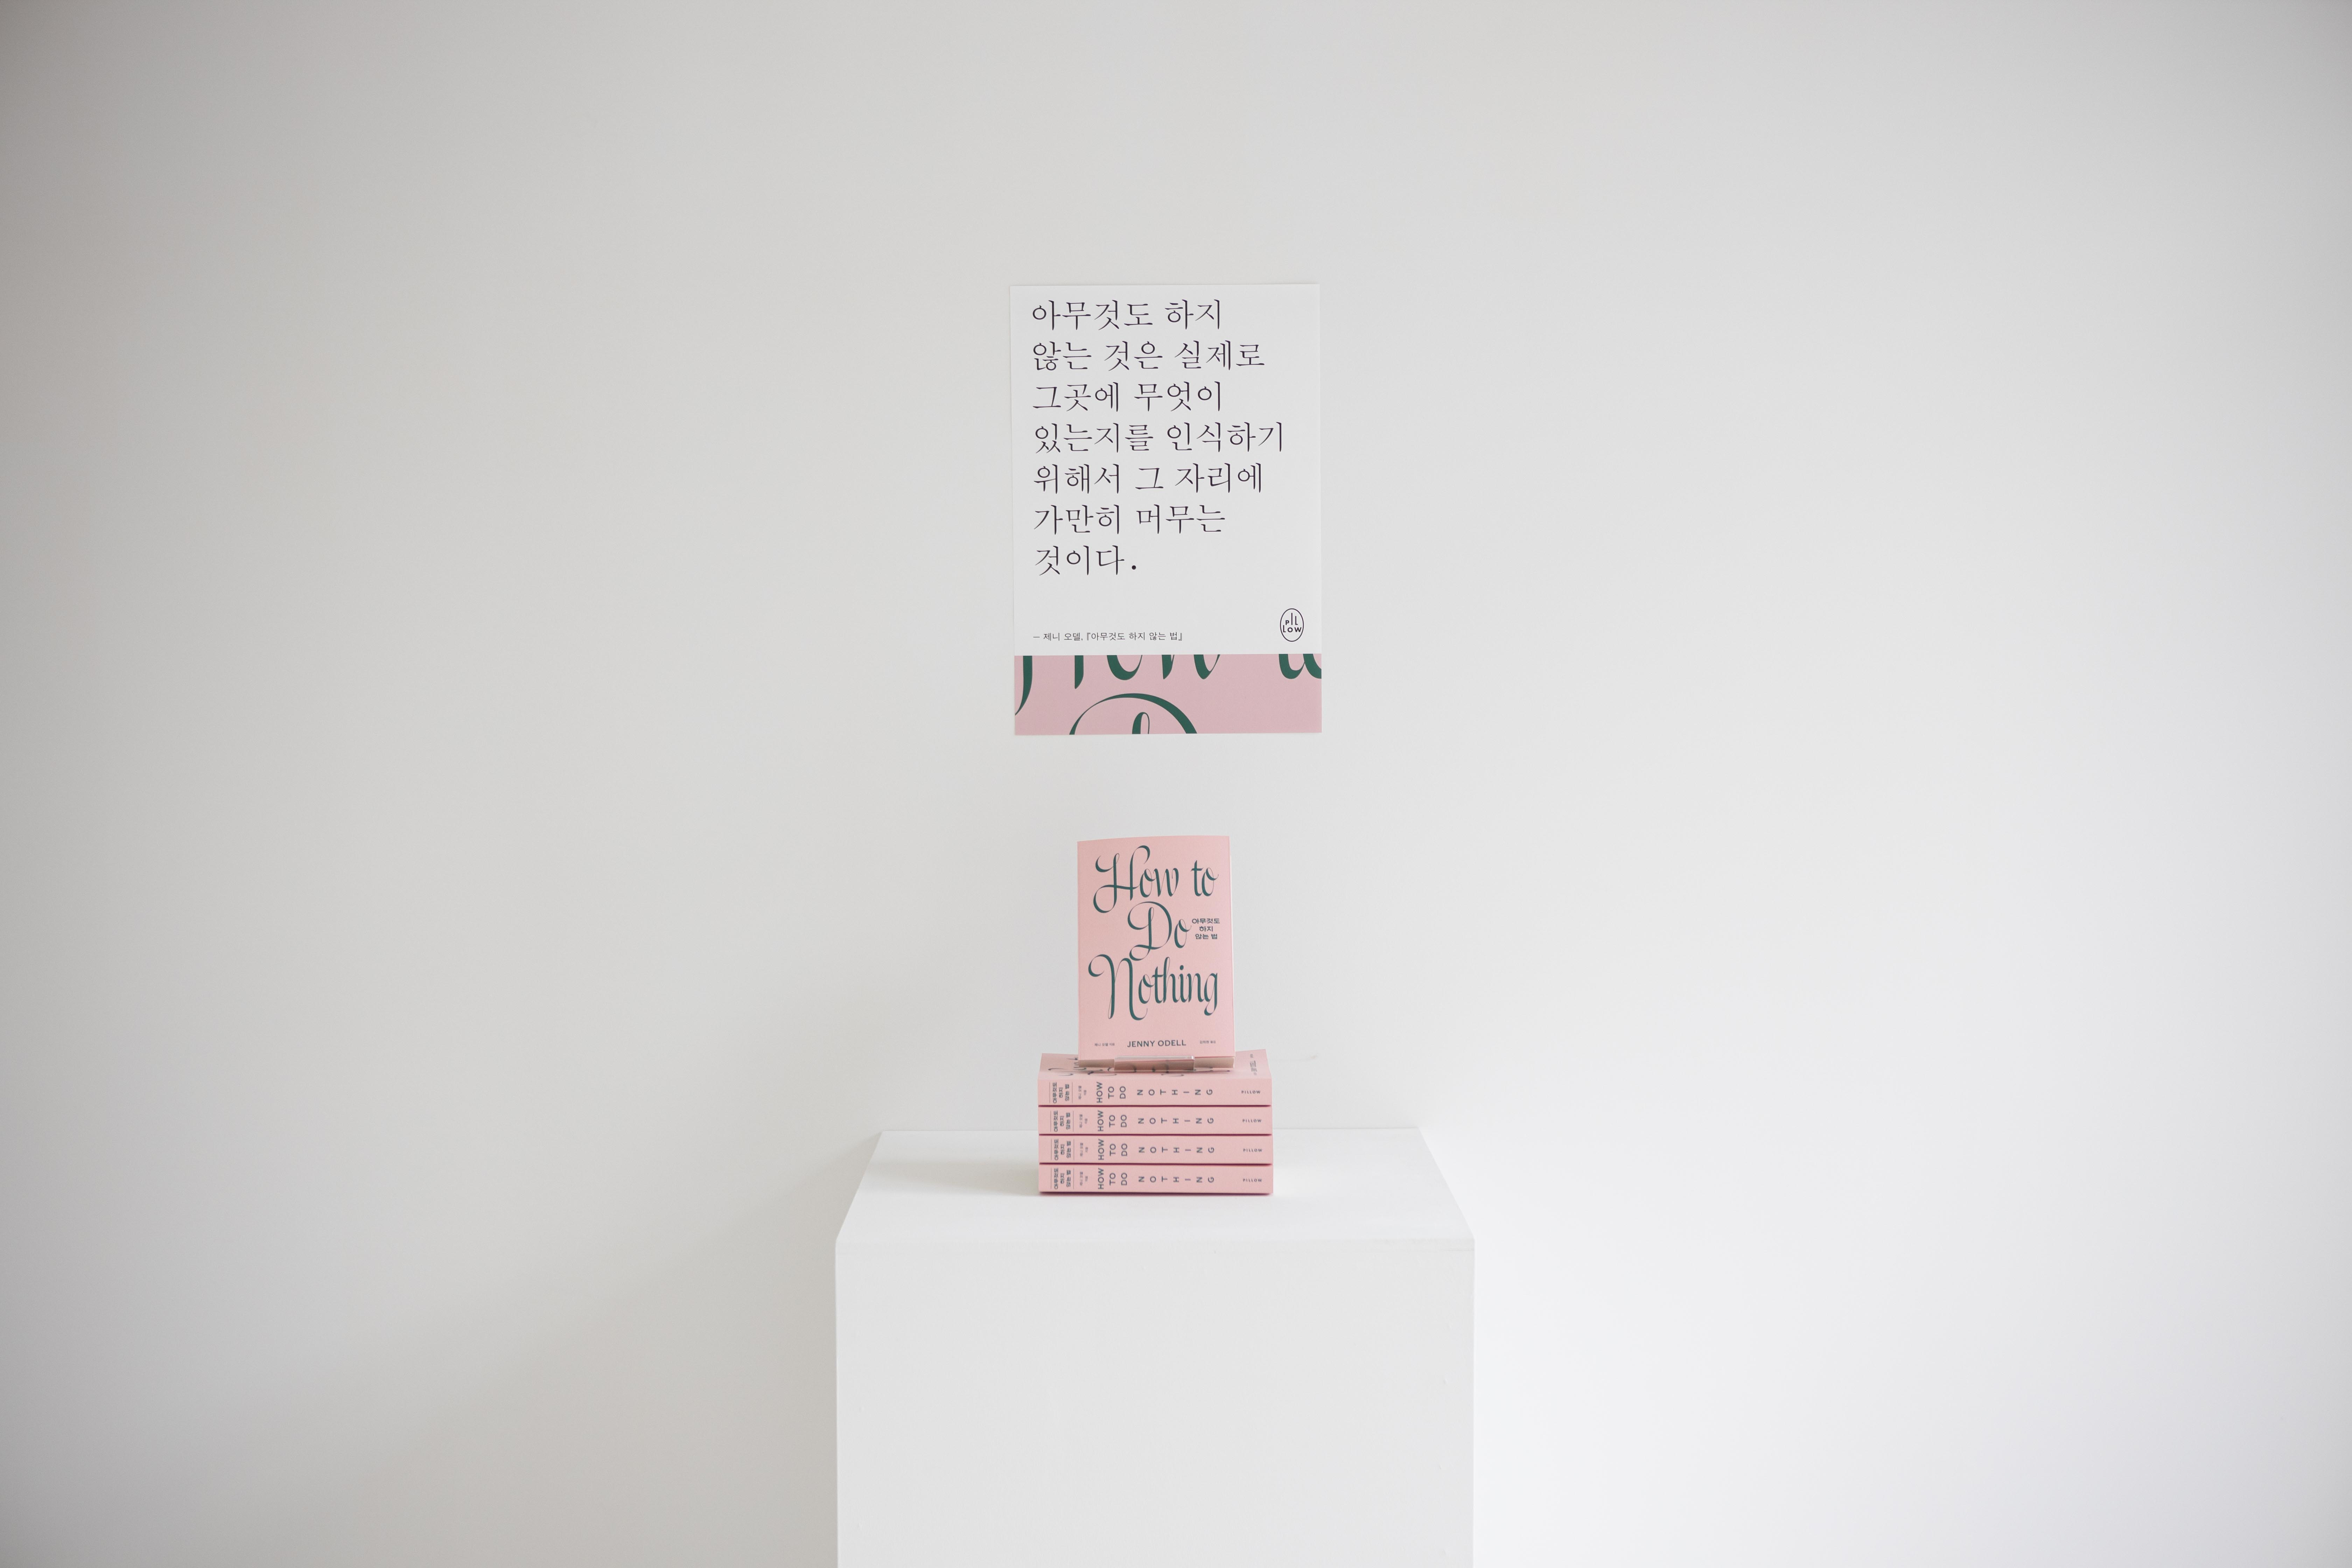 아무것도 하지
않는 것은 실제로
그곳에 무엇이
있는지를 인식하기
위해서 그 자리에
가만히 머무는
것이다.
PILLOW
— 제니 오델, 『아무것도 하지 않는 법』
How to
Do
Nothing
아무것도
하지
않는 법
JENNY ODELL
HOW TO DO NOTHING
HOW TO DO NOTHING
HOW TO DO NOTHING
HOW TO DO NOTHING